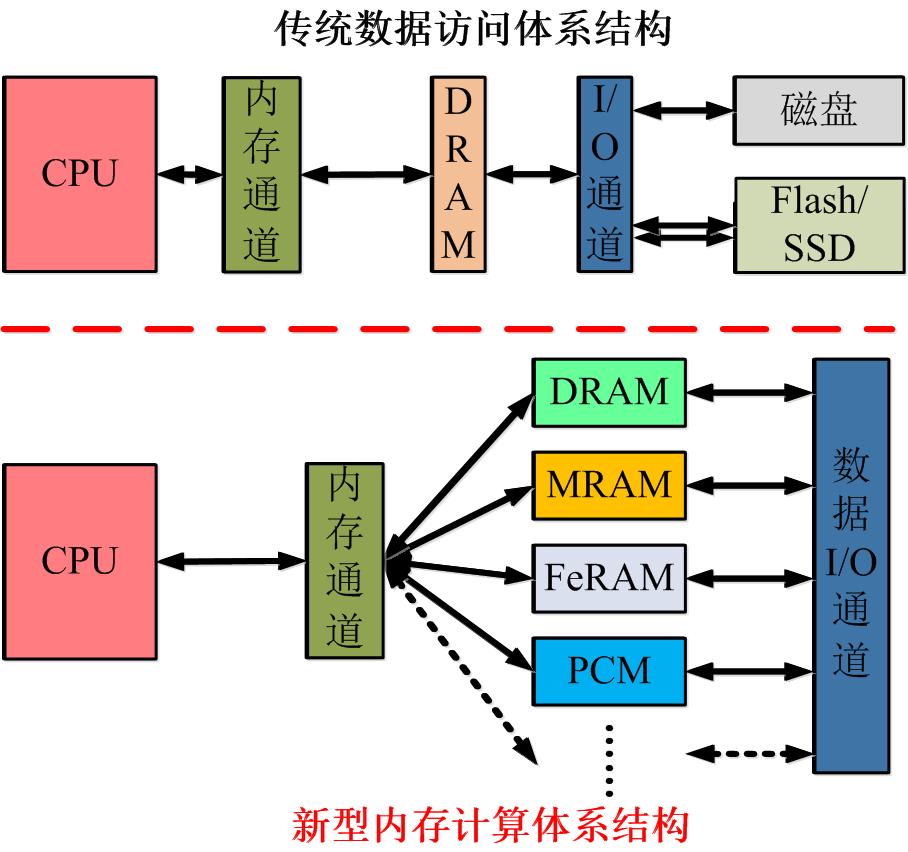 传统数据访问体系结构
CPU
内存通道
DRAM
I/O通道
磁盘
Flash/
SSD
CPU
内存通道
DRAM
MRAM
FeRAM
PCM
数据I/O通道
新型内存计算体系结构